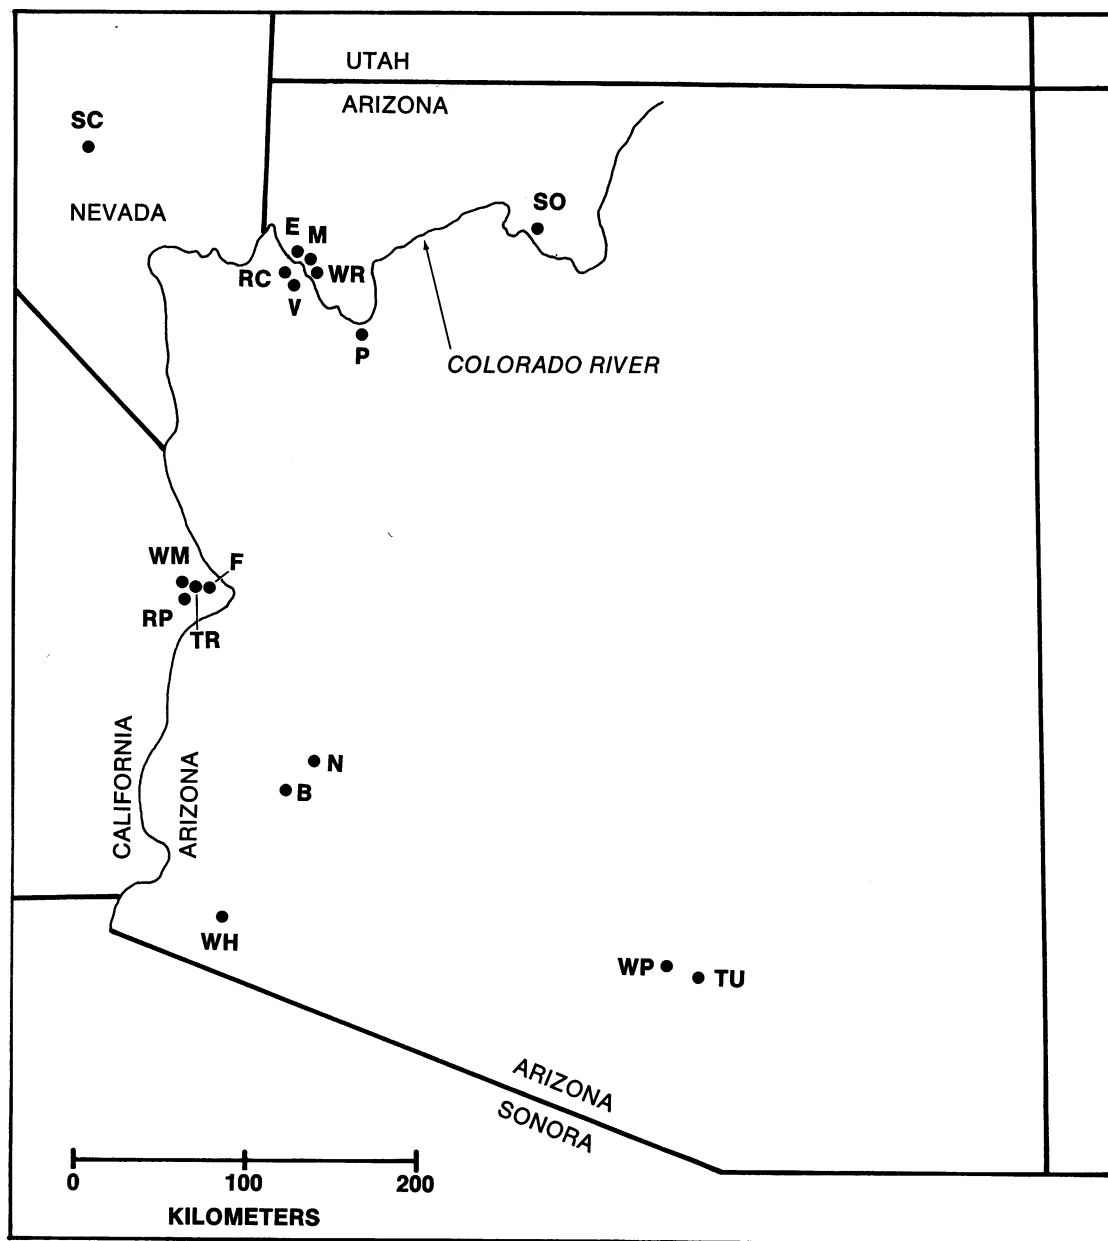 UTAH
ARIZONA
SC
NEVADA
SO
E
M
RC
WR
V
P
COLORADO RIVER
WM
F
RP
TR
CALIFORNIA
ARIZONA
N
B
WH
WP
TU
ARIZONA
SONORA
0 100 200
KILOMETERS